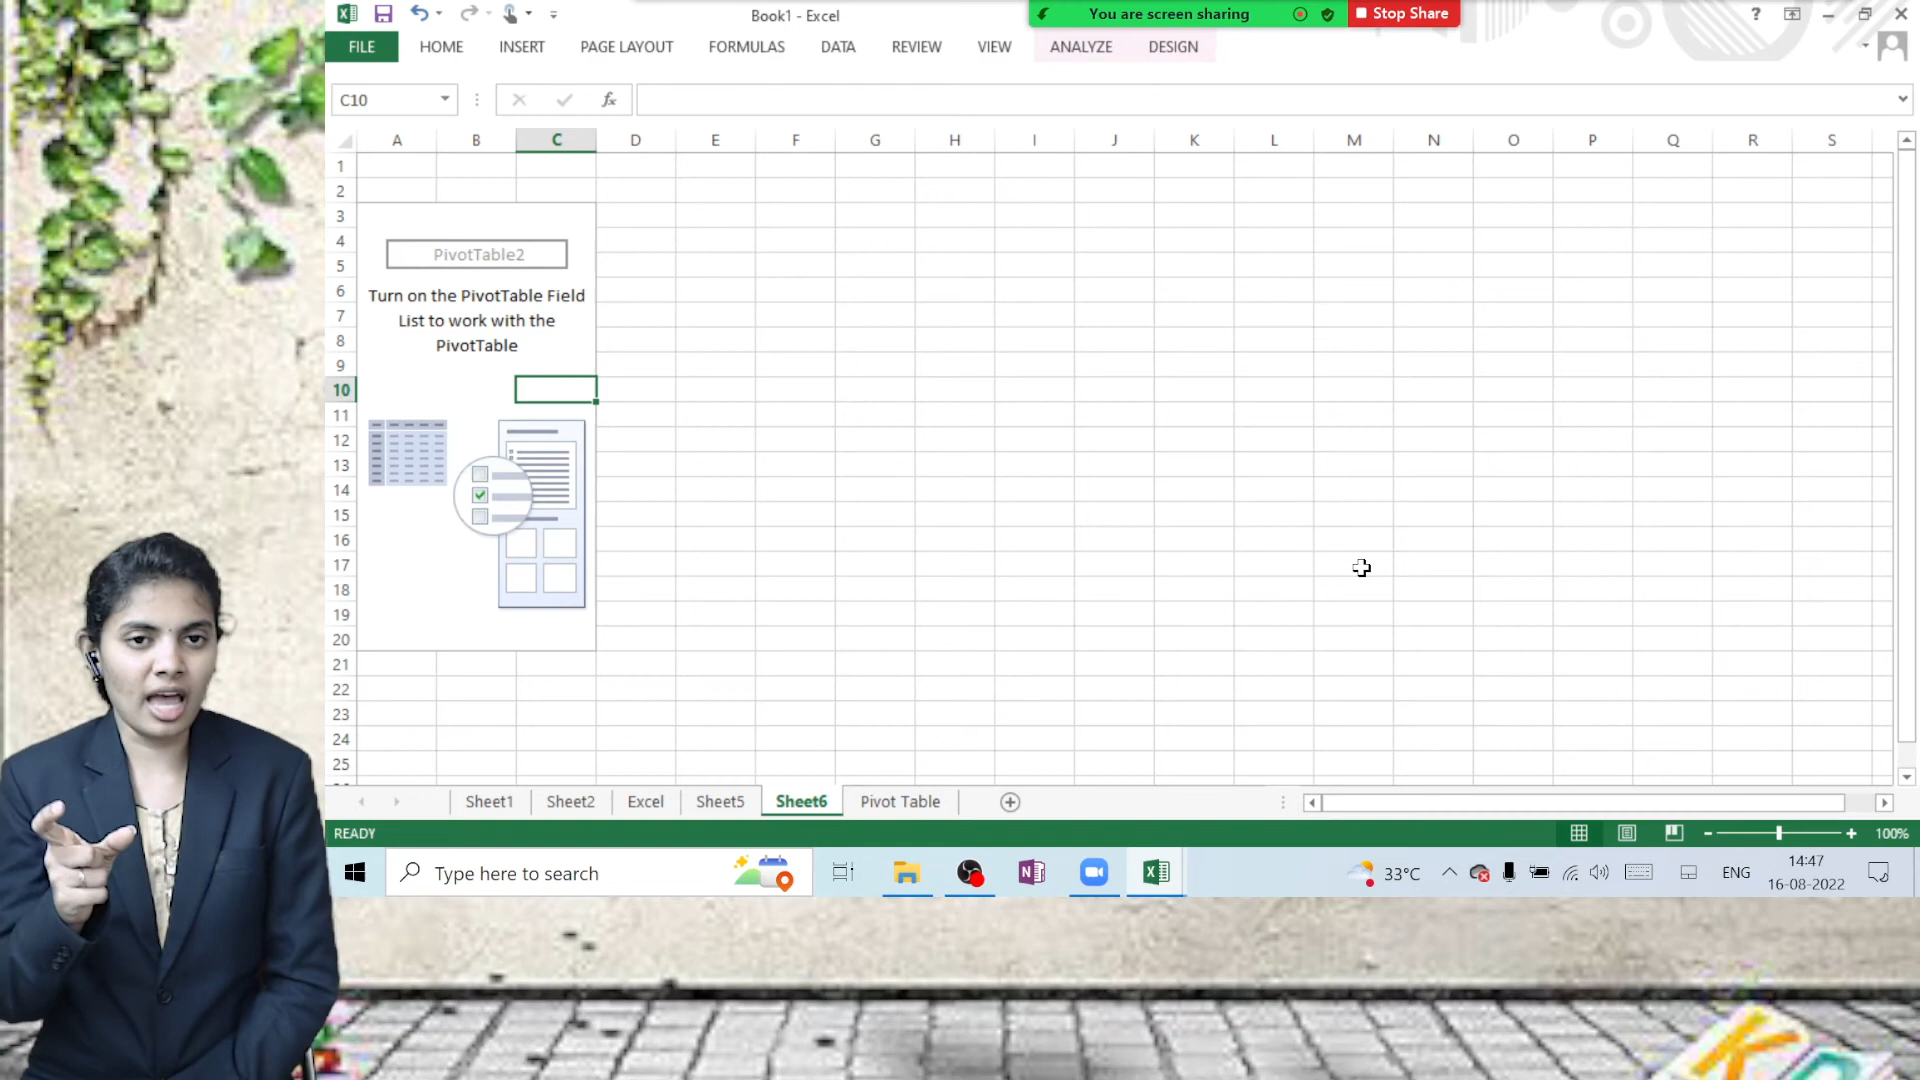 Book1 - Excel
You are screen sharing
Stop Share
?
FILE HOME INSERT PAGE LAYOUT FORMULAS DATA REVIEW VIEW ANALYZE DESIGN
C10
fx
A B C D E F G H I J K L M N O P Q R S
1
2
3
4
5
6
7
8
9
10
11
12
13
14
15
16
17
18
19
20
21
22
23
24
25
PivotTable2
Turn on the PivotTable Field
List to work with the
PivotTable
Sheet1 Sheet2 Excel Sheet5 Sheet6 Pivot Table
READY
100%
Type here to search
N
33°C
ENG
14:47
16-08-2022